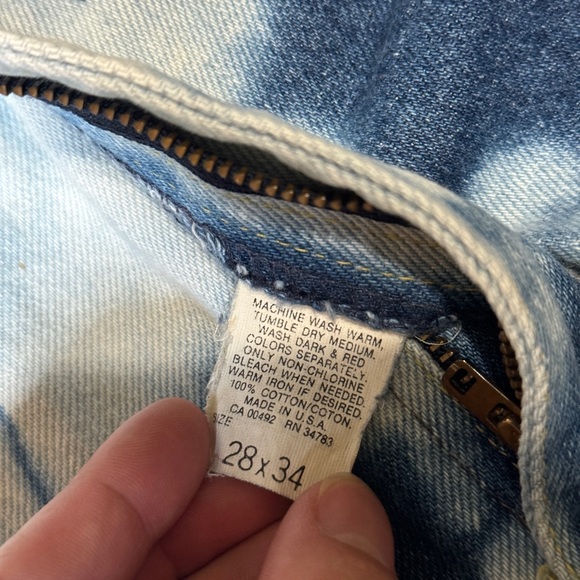 MACHINE WASH WARM,
TUMBLE DRY MEDIUM.
WASH DARK & RED
COLORS SEPARATELY.
ONLY NON-CHLORINE
BLEACH WHEN NEEDED.
WARM IRON IF DESIRED.
100% COTTON/COTON.
MADE IN U.S.A.
CA 00492 RN 34783
SIZE
28 x 34